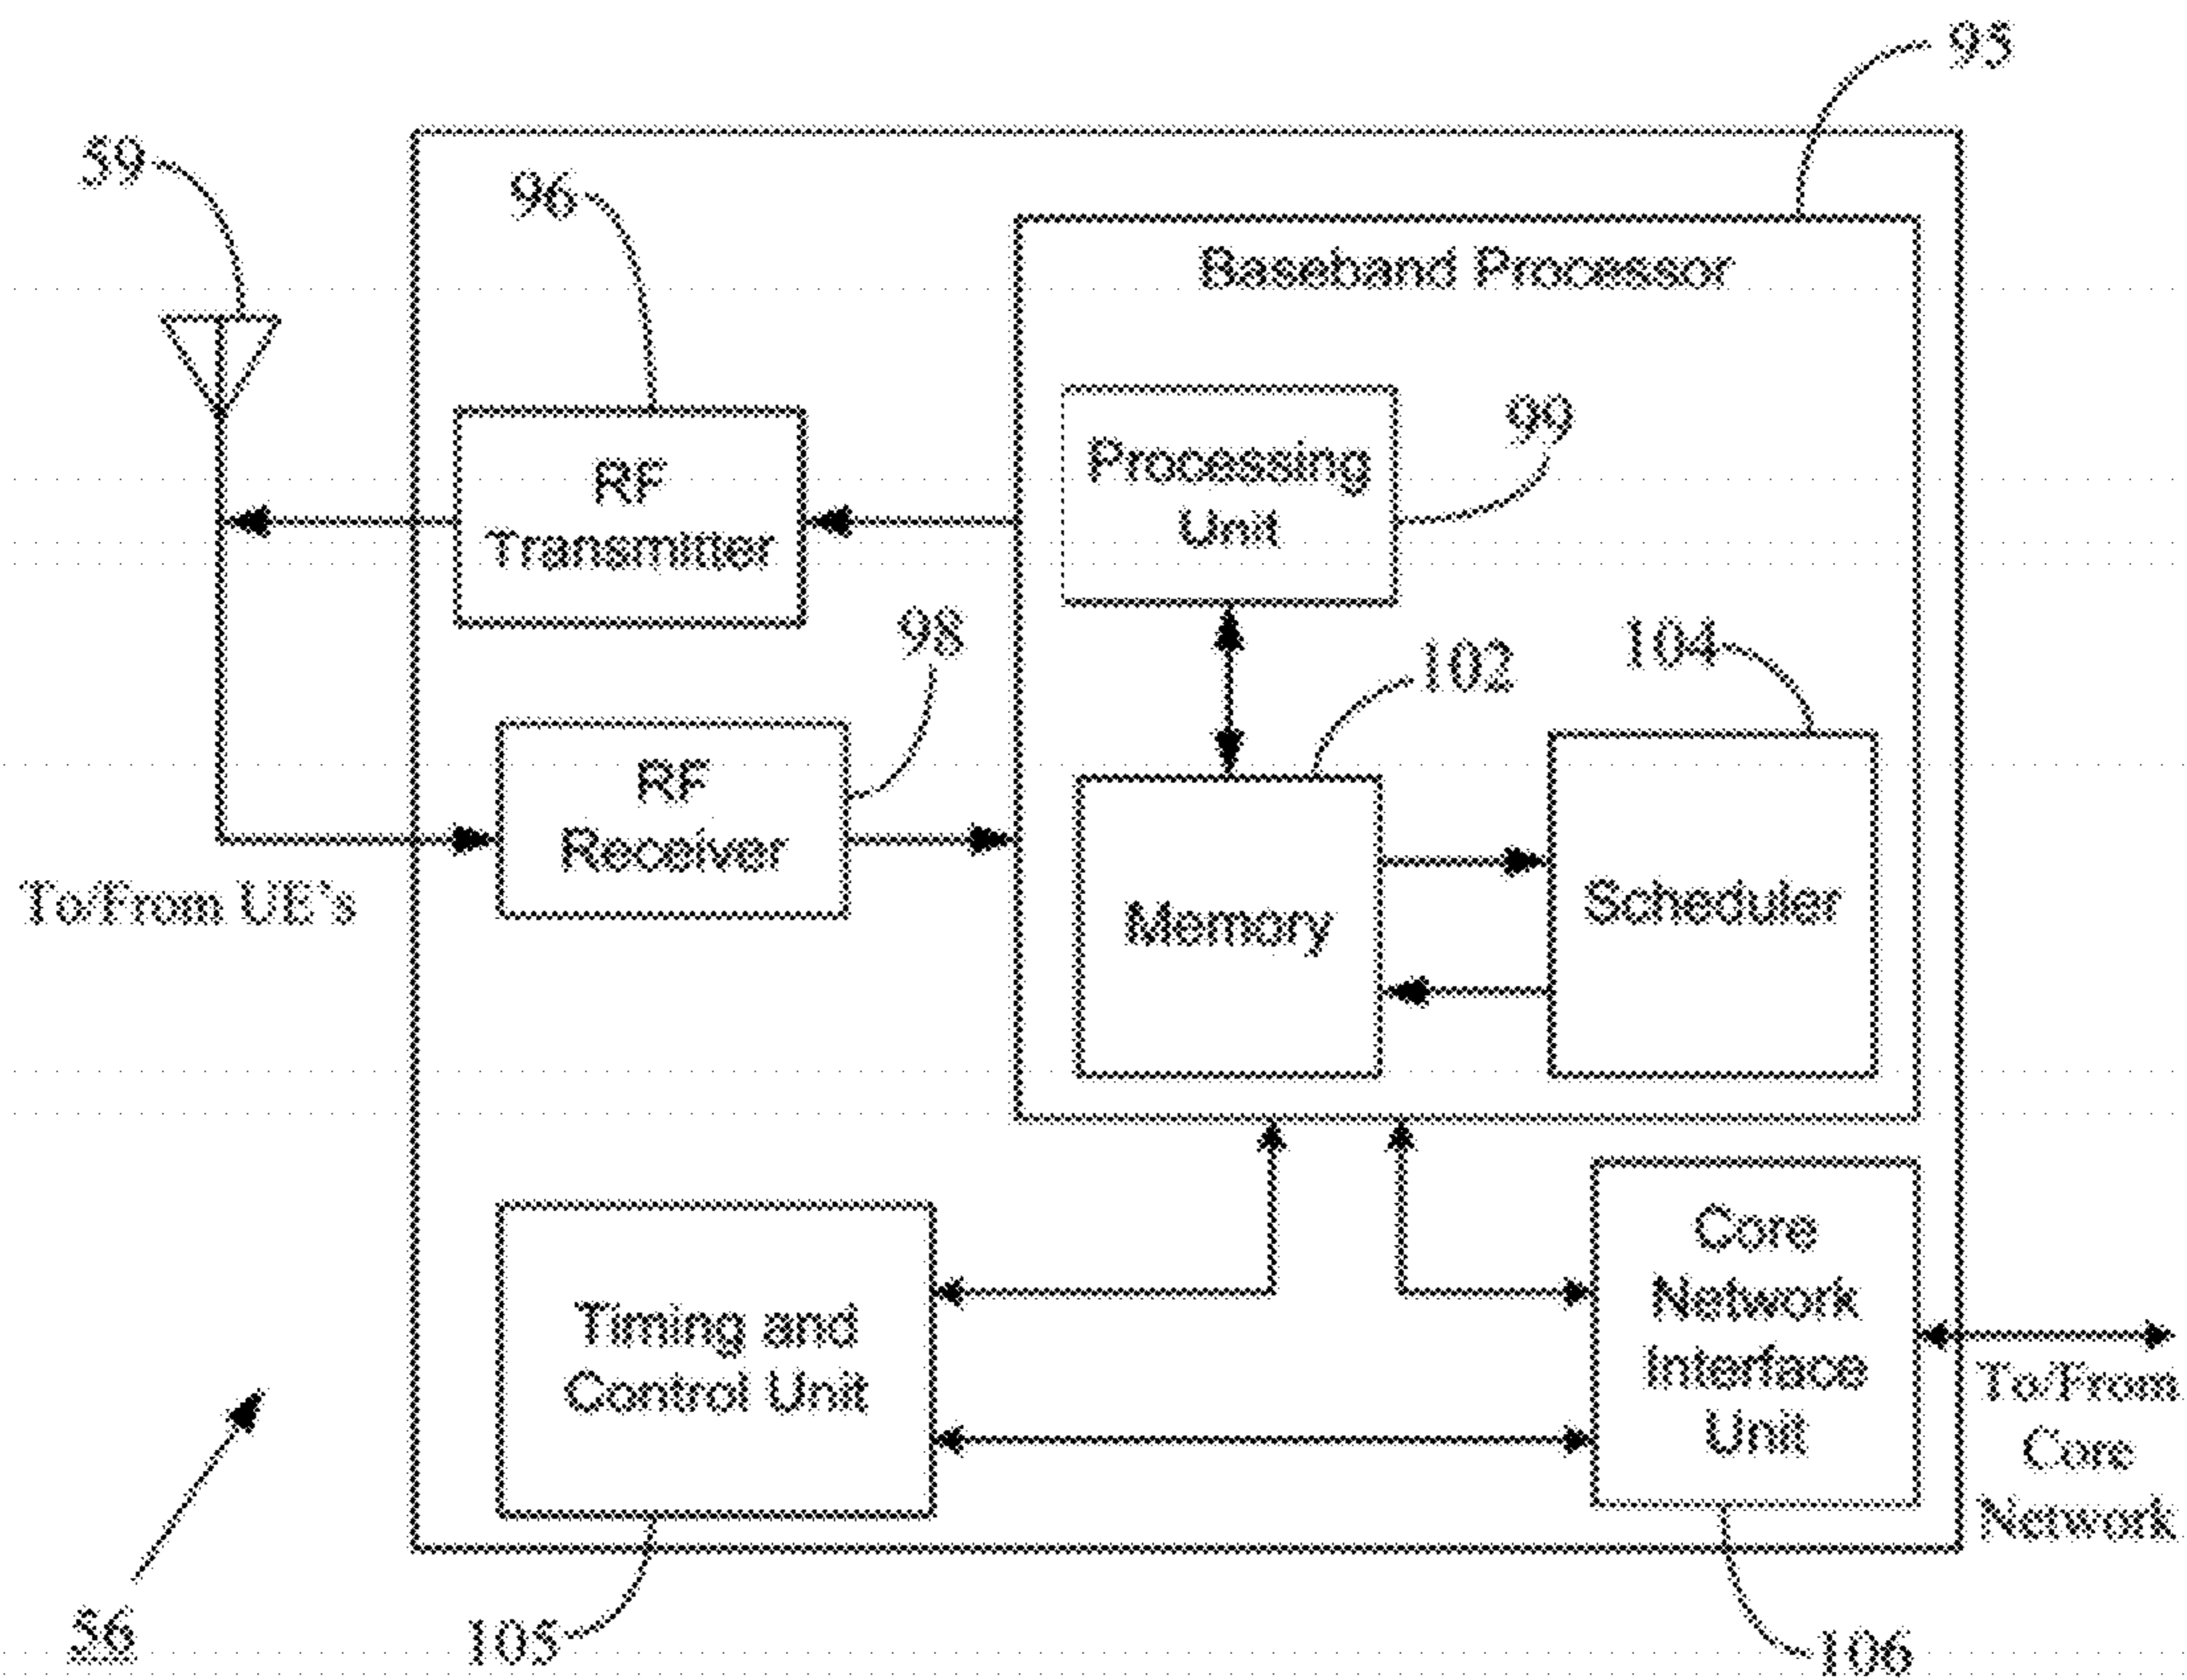 95
59
96
Baseband Processor
RF
Transmitter
Processing
Unit
99
98
102
104
RF
Receiver
Memory
Scheduler
To/From UE's
Timing and
Control Unit
Core
Network
Interface
Unit
To/From
Core
Network
56
105
106